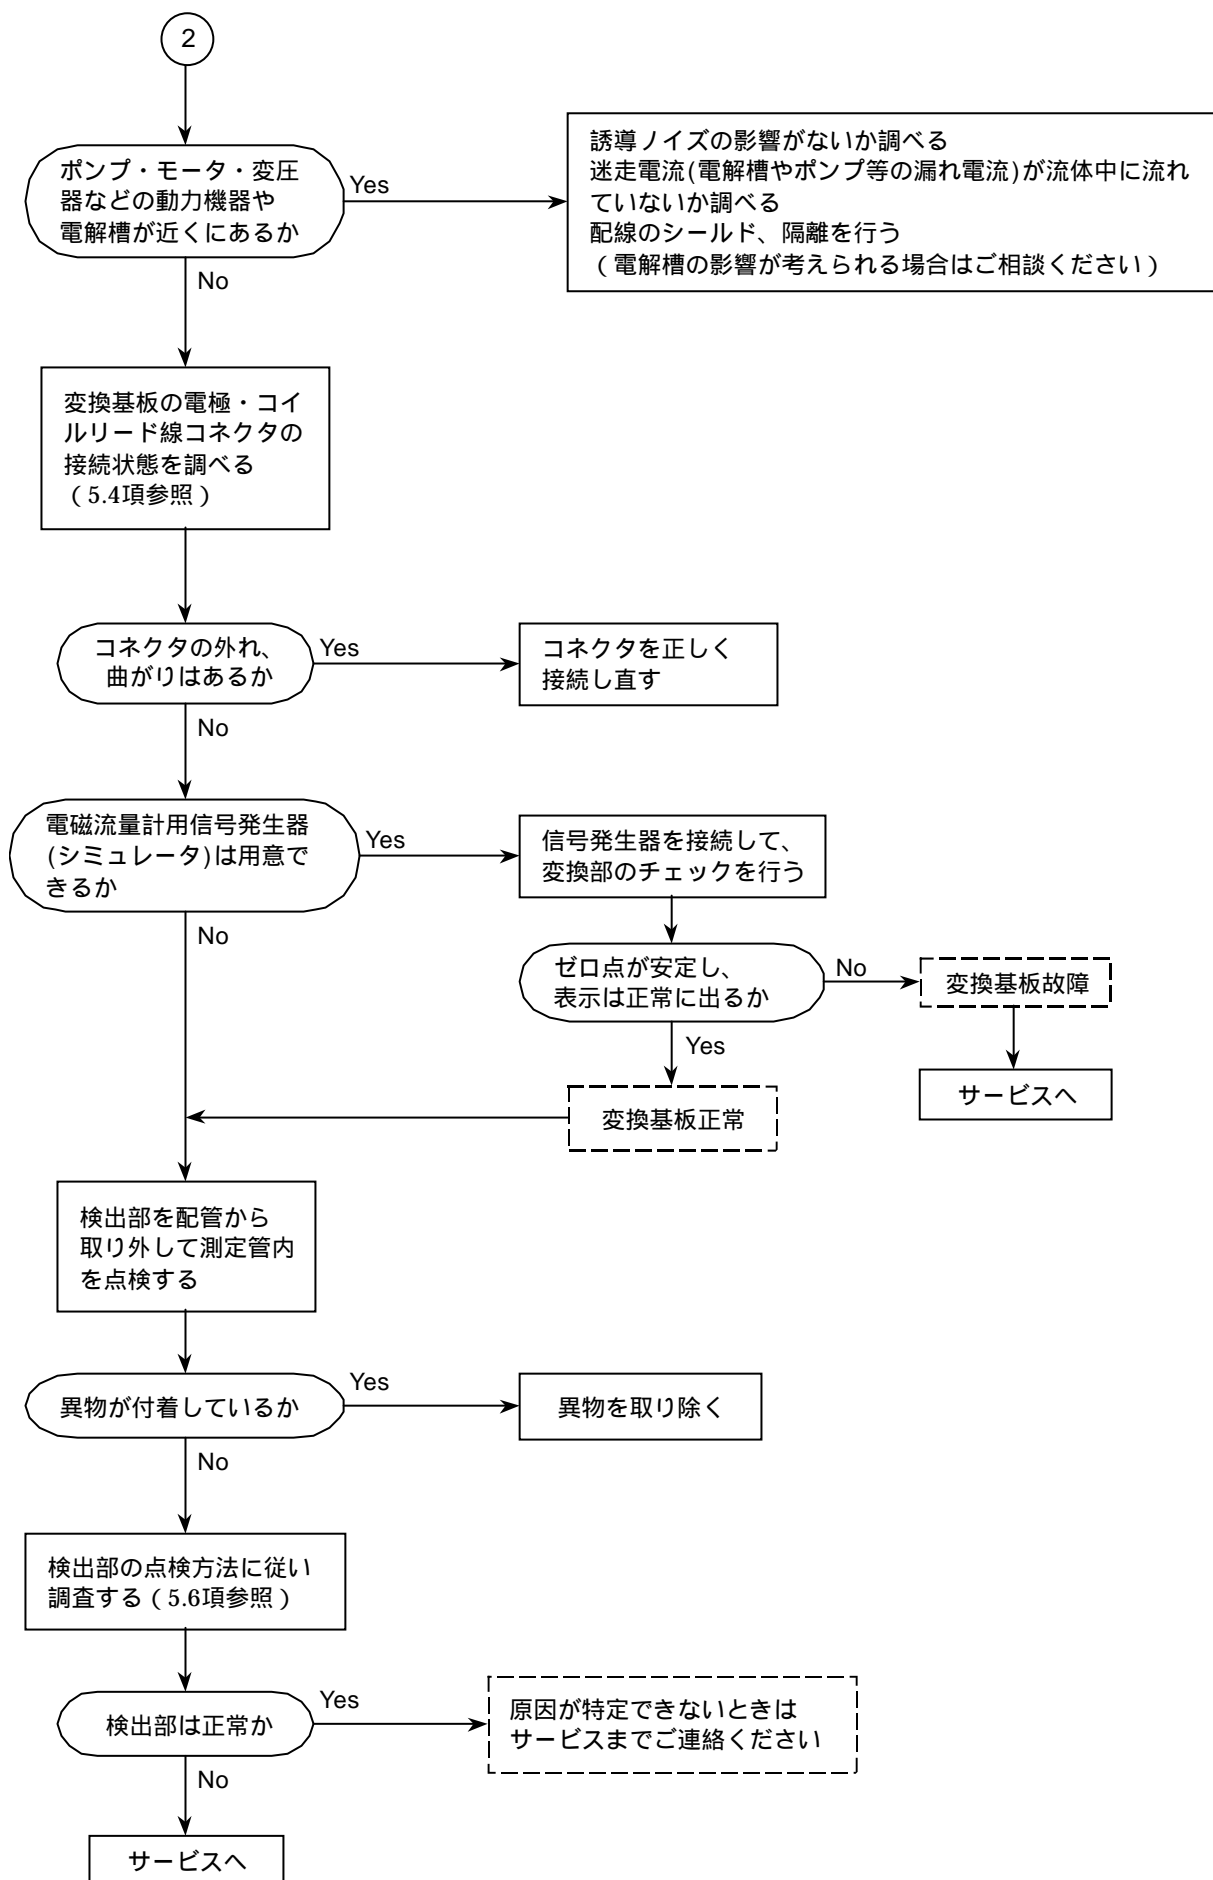 2
ポンプ・モータ・変圧
器などの動力機器や
電解槽が近くにあるか
Yes
誘導ノイズの影響がないか調べる
迷走電流(電解槽やポンプ等の漏れ電流)が流体中に流れ
ていないか調べる
配線のシールド、隔離を行う
(電解槽の影響が考えられる場合はご相談ください)
No
変換基板の電極・コイ
ルリード線コネクタの
接続状態を調べる
(5.4項参照)
コネクタの外れ、
曲がりはあるか
Yes
コネクタを正しく
接続し直す
No
電磁流量計用信号発生器
(シミュレータ)は用意で
きるか
Yes
信号発生器を接続して、
変換部のチェックを行う
No
ゼロ点が安定し、
表示は正常に出るか
No
変換基板故障
Yes
サービスへ
変換基板正常
検出部を配管から
取り外して測定管内
を点検する
異物が付着しているか
Yes
異物を取り除く
No
検出部の点検方法に従い
調査する(5.6項参照)
検出部は正常か
Yes
原因が特定できないときは
サービスまでご連絡ください
No
サービスへ